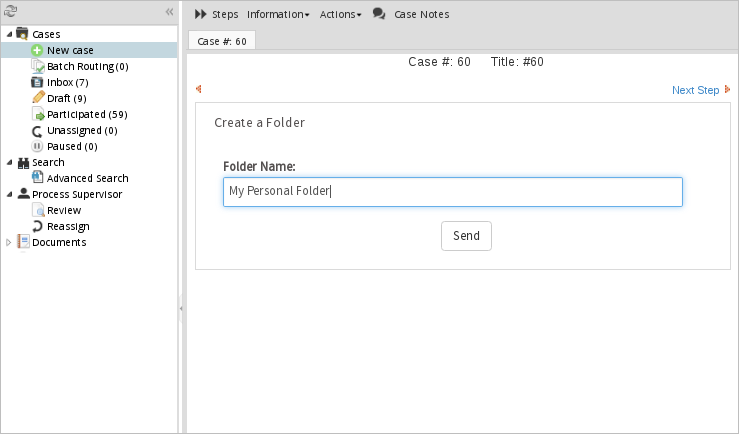 Steps Information Actions Case Notes
Case #: 60
Case #: 60 Title: #60
Next Step
Cases
New case
Batch Routing (0)
Inbox (7)
Draft (9)
Participated (59)
Unassigned (0)
Paused (0)
Search
Advanced Search
Process Supervisor
Review
Reassign
Documents
Create a Folder
Folder Name:
My Personal Folder
Send